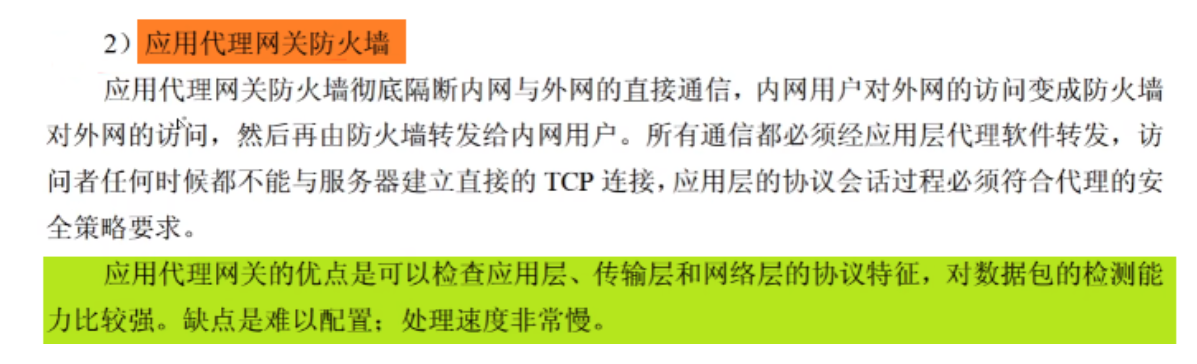 2）应用代理网关防火墙
应用代理网关防火墙彻底隔断内网与外网的直接通信，内网用户对外网的访问变成防火墙
对外网的访问，然后再由防火墙转发给内网用户。所有通信都必须经应用层代理软件转发，访
问者任何时候都不能与服务器建立直接的 TCP 连接，应用层的协议会话过程必须符合代理的安
全策略要求。
应用代理网关的优点是可以检查应用层、传输层和网络层的协议特征，对数据包的检测能
力比较强。缺点是难以配置；处理速度非常慢。